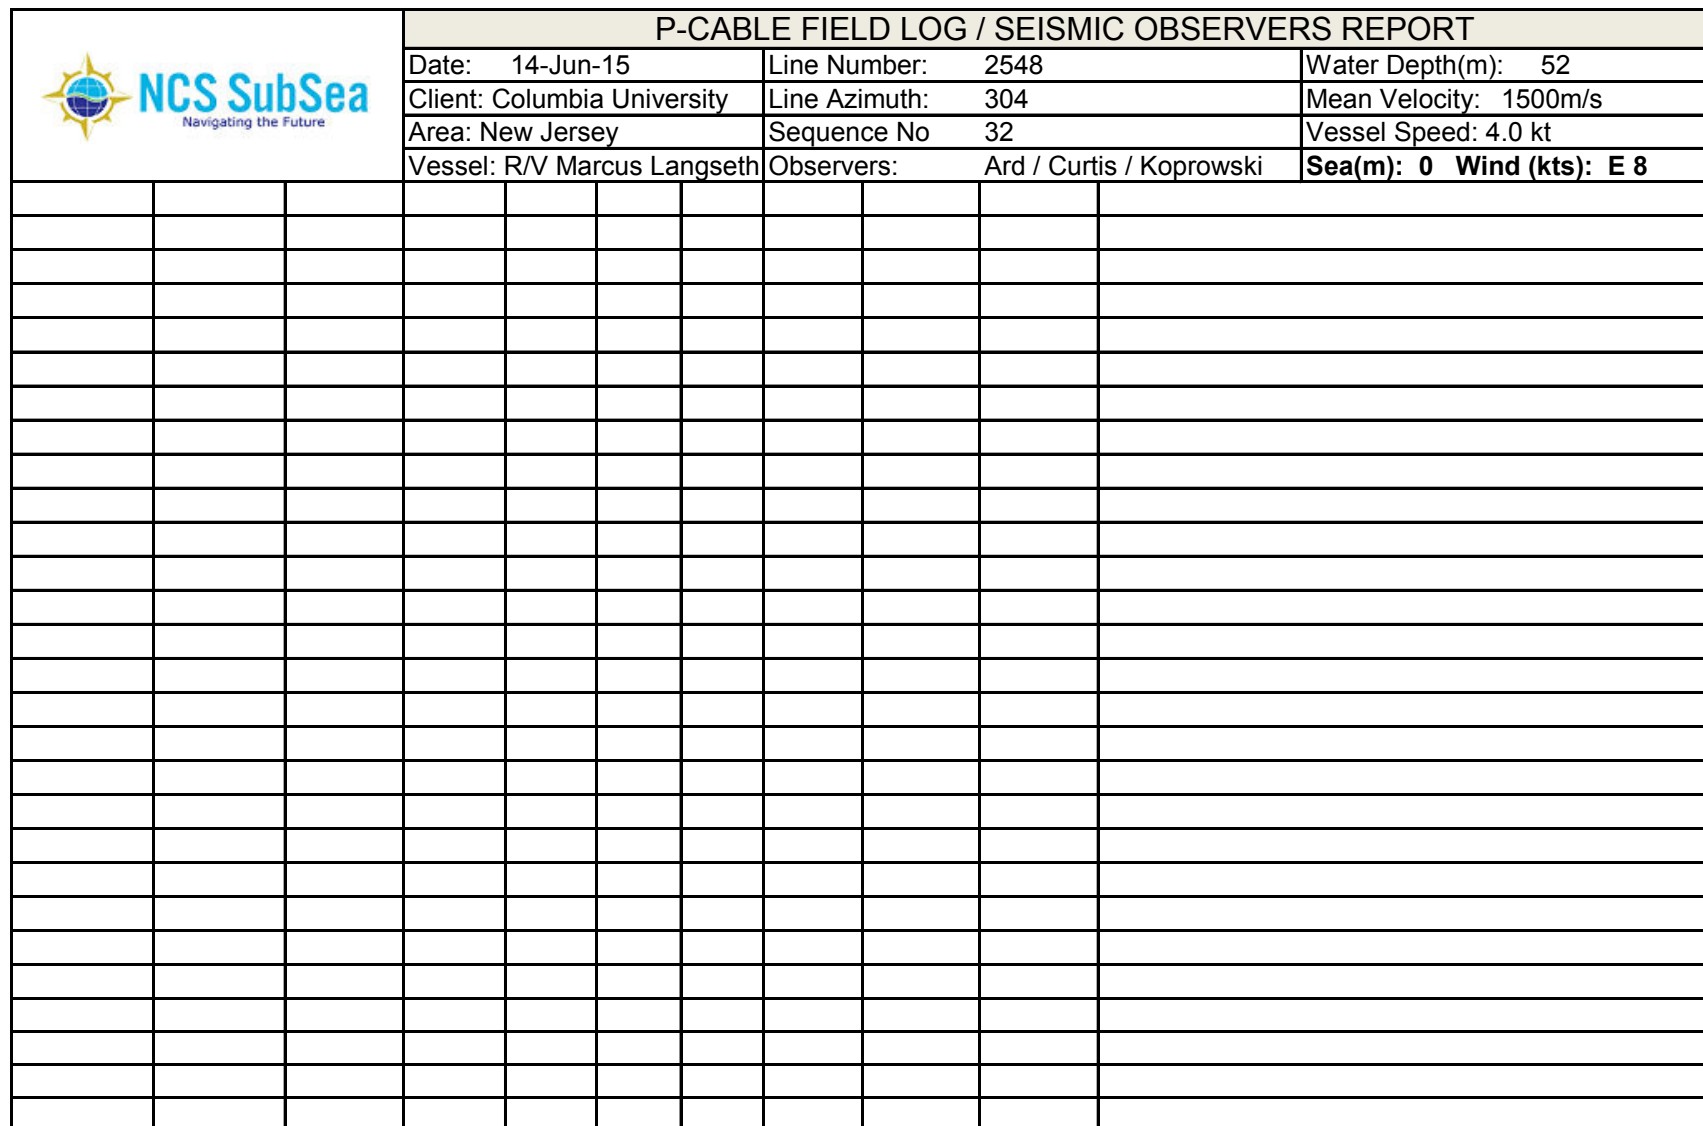 P-CABLE FIELD LOG / SEISMIC OBSERVERS REPORT
NCS SubSea
Navigating the Future
Date: 14-Jun-15 Line Number: 2548 Water Depth(m): 52
Client: Columbia University Line Azimuth: 304 Mean Velocity: 1500m/s
Area: New Jersey Sequence No 32 Vessel Speed: 4.0 kt
Vessel: R/V Marcus Langseth Observers: Ard / Curtis / Koprowski Sea(m): 0 Wind (kts): E 8